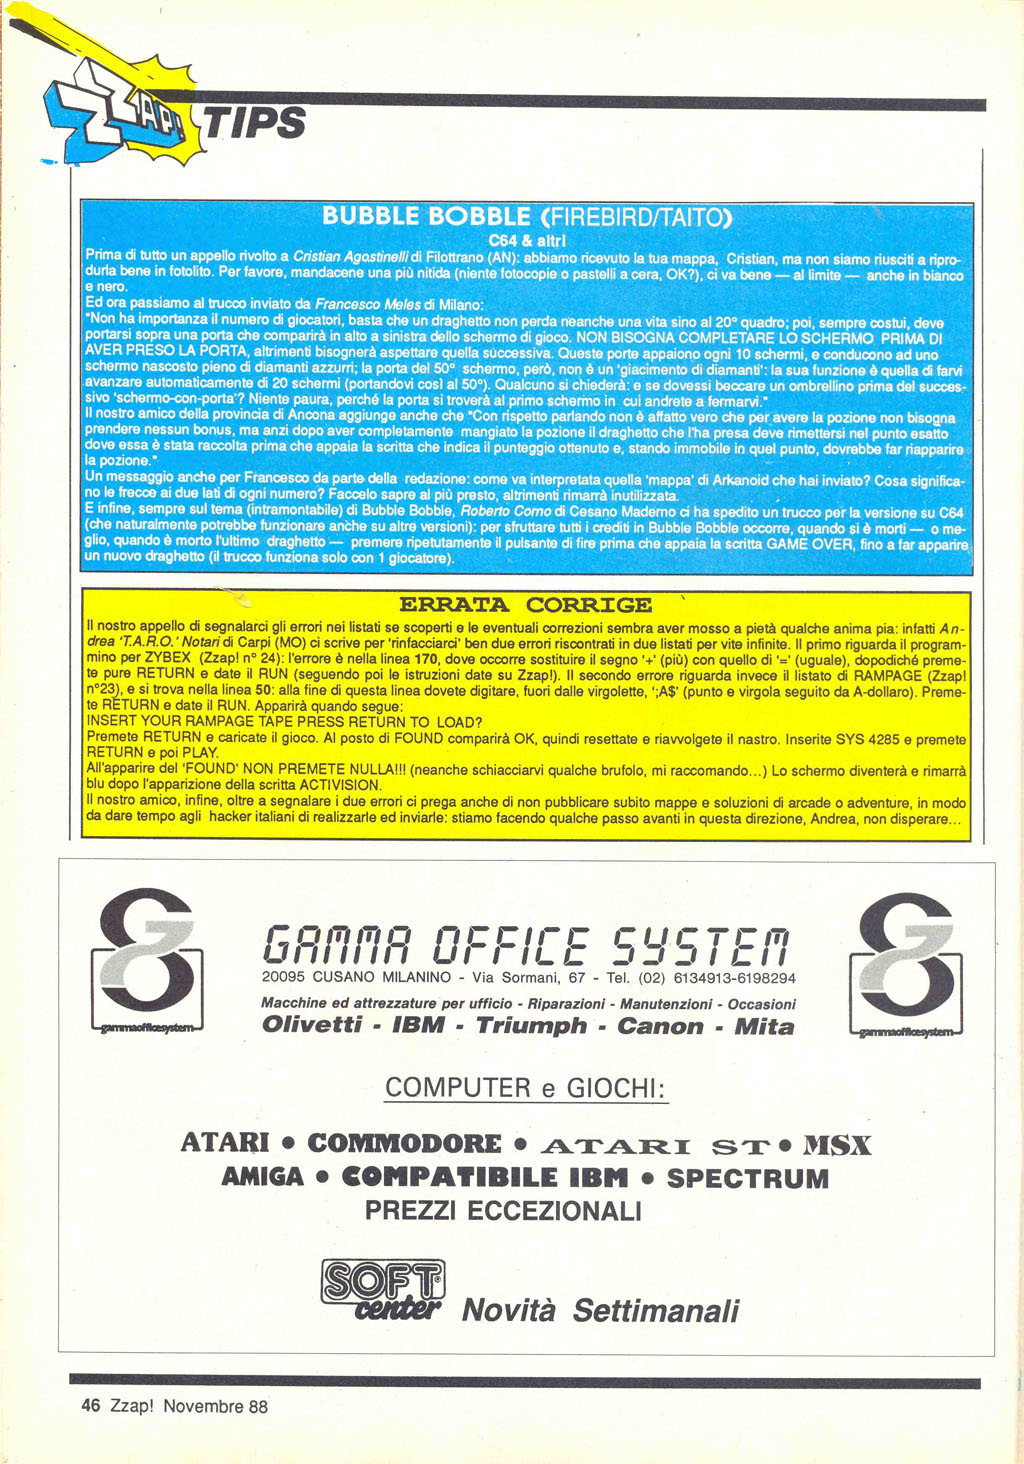 ZZAP!
TIPS
BUBBLE BOBBLE (FIREBIRD/TAITO)
C64 & altri
Prima di tutto un appello rivolto a Cristian Agostinelli di Filottrano (AN): abbiamo ricevuto la tua mappa, Cristian, ma non siamo riusciti a ripro-
durla bene in fotolito. Per favore, mandacene una più nitida (niente fotocopie o pastelli a cera, OK?), ci va bene — al limite — anche in bianco
e nero.
Ed ora passiamo al trucco inviato da Francesco Meles di Milano:
"Non ha importanza il numero di giocatori, basta che un draghetto non perda neanche una vita sino al 20° quadro; poi, sempre costui, deve
portarsi sopra una porta che comparirà in alto a sinistra dello schermo di gioco. NON BISOGNA COMPLETARE LO SCHERMO PRIMA DI
AVER PRESO LA PORTA, altrimenti bisognerà aspettare quella successiva. Queste porte appaiono ogni 10 schermi, e conducono ad uno
schermo nascosto pieno di diamanti azzurri; la porta del 50° schermo, però, non è un 'giacimento di diamanti': la sua funzione è quella di farvi
avanzare automaticamente di 20 schermi (portandovi così al 50°). Qualcuno si chiederà: e se dovessi beccare un ombrellino prima del succes-
sivo 'schermo-con-porta'? Niente paura, perché la porta si troverà al primo schermo in cui andrete a fermarvi."
Il nostro amico della provincia di Ancona aggiunge anche che "Con rispetto parlando non è affatto vero che per avere la pozione non bisogna
prendere nessun bonus, ma anzi dopo aver completamente mangiato la pozione il draghetto che l'ha presa deve rimettersi nel punto esatto
dove essa è stata raccolta prima che appaia la scritta che indica il punteggio ottenuto e, stando immobile in quel punto, dovrebbe far riapparire
la pozione."
Un messaggio anche per Francesco da parte della redazione: come va interpretata quella 'mappa' di Arkanoid che hai inviato? Cosa significa-
no le frecce ai due lati di ogni numero? Faccelo sapre al più presto, altrimenti rimarrà inutilizzata.
E infine, sempre sul tema (intramontabile) di Bubble Bobble, Roberto Como di Cesano Maderno ci ha spedito un trucco per la versione su C64
(che naturalmente potrebbe funzionare anche su altre versioni): per sfruttare tutti i crediti in Bubble Bobble occorre, quando si è morti — o me-
glio, quando è morto l'ultimo draghetto — premere ripetutamente il pulsante di fire prima che appaia la scritta GAME OVER, fino a far apparire
un nuovo draghetto (il trucco funziona solo con 1 giocatore).
ERRATA CORRIGE
Il nostro appello di segnalarci gli errori nei listati se scoperti e le eventuali correzioni sembra aver mosso a pietà qualche anima pia: infatti An-
drea 'T.A.R.O.' Notari di Carpi (MO) ci scrive per 'rinfacciarci' ben due errori riscontrati in due listati per vite infinite. Il primo riguarda il program-
mino per ZYBEX (Zzap! n° 24): l'errore è nella linea 170, dove occorre sostituire il segno '+' (più) con quello di '=' (uguale), dopodiché preme-
te pure RETURN e date il RUN (seguendo poi le istruzioni date su Zzap!). Il secondo errore riguarda invece il listato di RAMPAGE (Zzap!
n°23), e si trova nella linea 50: alla fine di questa linea dovete digitare, fuori dalle virgolette, ';A$' (punto e virgola seguito da A-dollaro). Preme-
te RETURN e date il RUN. Apparirà quando segue:
INSERT YOUR RAMPAGE TAPE PRESS RETURN TO LOAD?
Premete RETURN e caricate il gioco. Al posto di FOUND comparirà OK, quindi resettate e riavvolgete il nastro. Inserite SYS 4285 e premete
RETURN e poi PLAY.
All'apparire del 'FOUND' NON PREMETE NULLA!!! (neanche schiacciarvi qualche brufolo, mi raccomando...) Lo schermo diventerà e rimarrà
blu dopo l'apparizione della scritta ACTIVISION.
Il nostro amico, infine, oltre a segnalare i due errori ci prega anche di non pubblicare subito mappe e soluzioni di arcade o adventure, in modo
da dare tempo agli hacker italiani di realizzarle ed inviarle: stiamo facendo qualche passo avanti in questa direzione, Andrea, non disperare...
GAMMA OFFICE SYSTEM
20095 CUSANO MILANINO - Via Sormani, 67 - Tel. (02) 6134913-6198294
Macchine ed attrezzature per ufficio - Riparazioni - Manutenzioni - Occasioni
Olivetti - IBM - Triumph - Canon - Mita
gammaofficesystem
gammaofficesystem
COMPUTER e GIOCHI:
ATARI • COMMODORE • ATARI ST • MSX
AMIGA • COMPATIBILE IBM • SPECTRUM
PREZZI ECCEZIONALI
SOFT®
center Novità Settimanali
46 Zzap! Novembre 88